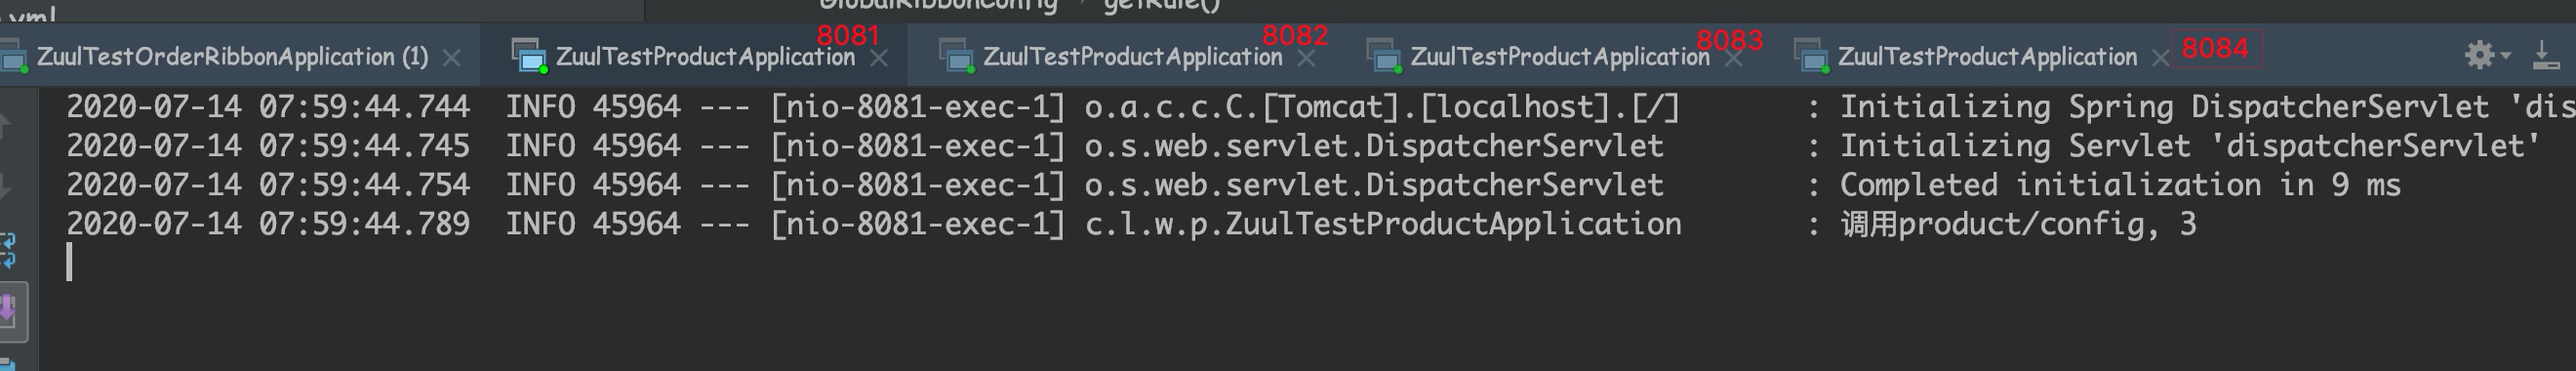 .yml GlobalRibbonConfig getRule()
ZuulTestOrderRibbonApplication (1) ZuulTestProductApplication 8081 ZuulTestProductApplication 8082 ZuulTestProductApplication 8083 ZuulTestProductApplication 8084
2020-07-14 07:59:44.744 INFO 45964 --- [nio-8081-exec-1] o.a.c.c.C.[Tomcat].[localhost].[/] : Initializing Spring DispatcherServlet 'dis
2020-07-14 07:59:44.745 INFO 45964 --- [nio-8081-exec-1] o.s.web.servlet.DispatcherServlet : Initializing Servlet 'dispatcherServlet'
2020-07-14 07:59:44.754 INFO 45964 --- [nio-8081-exec-1] o.s.web.servlet.DispatcherServlet : Completed initialization in 9 ms
2020-07-14 07:59:44.789 INFO 45964 --- [nio-8081-exec-1] c.l.w.p.ZuulTestProductApplication : 调用product/config, 3